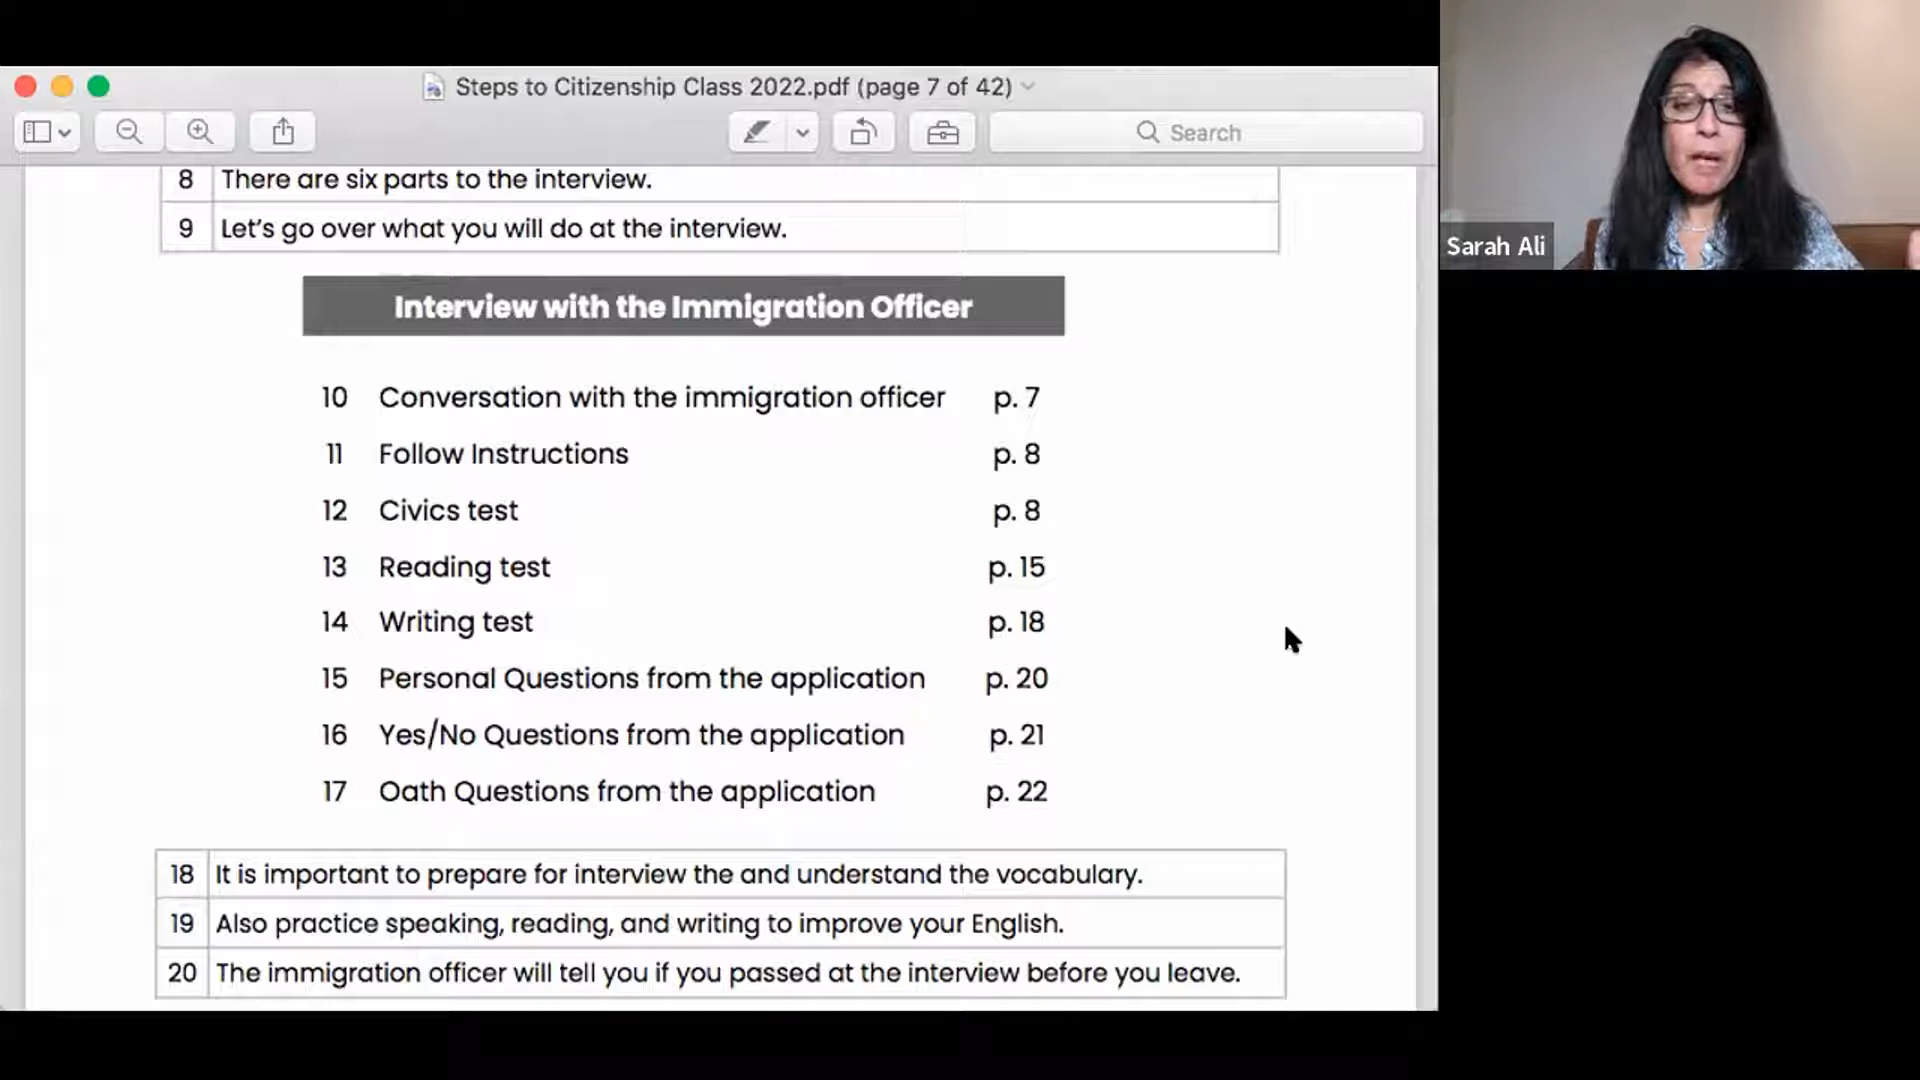 Steps to Citizenship Class 2022.pdf (page 7 of 42)
Search
8 There are six parts to the interview.
9 Let's go over what you will do at the interview.
Sarah Ali
Interview with the Immigration Officer
10 Conversation with the immigration officer p. 7
11 Follow Instructions p. 8
12 Civics test p. 8
13 Reading test p. 15
14 Writing test p. 18
15 Personal Questions from the application p. 20
16 Yes/No Questions from the application p. 21
17 Oath Questions from the application p. 22
18 It is important to prepare for interview the and understand the vocabulary.
19 Also practice speaking, reading, and writing to improve your English.
20 The immigration officer will tell you if you passed at the interview before you leave.